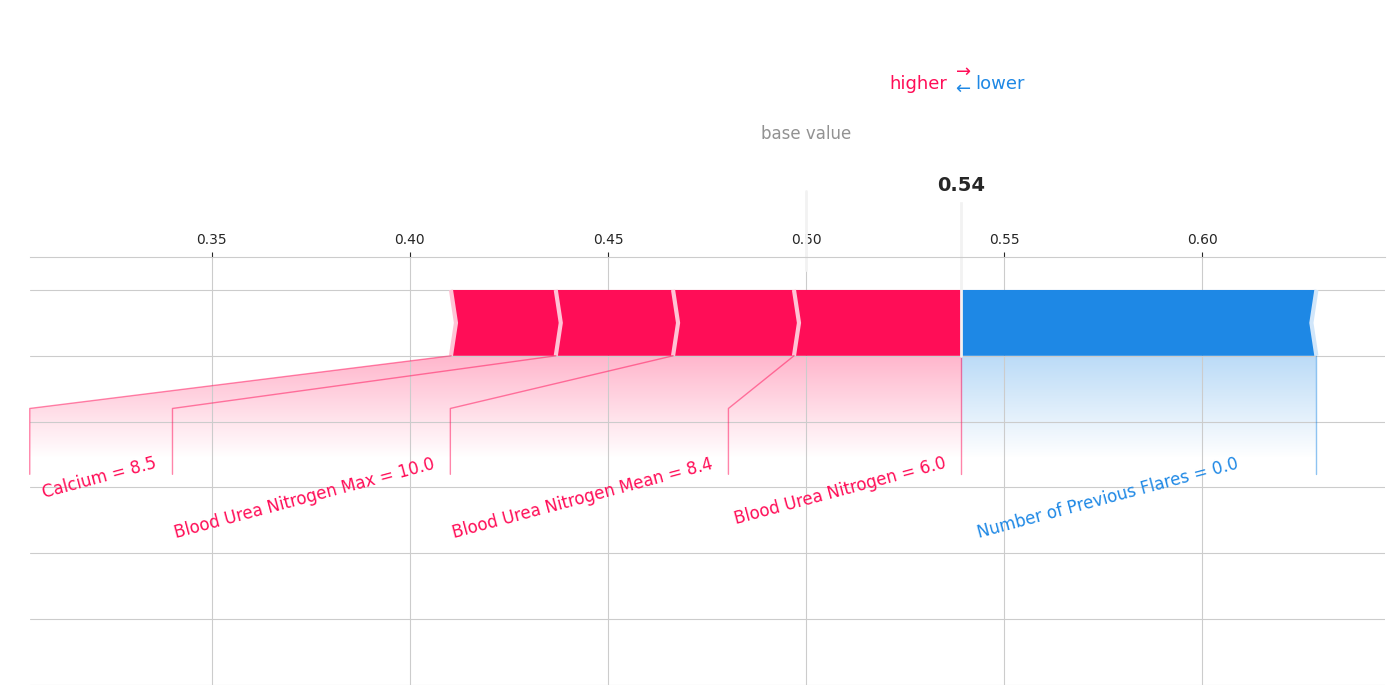 higher → ← lower
base value
0.54
0.35 0.40 0.45 0.50 0.55 0.60
Calcium = 8.5
Blood Urea Nitrogen Max = 10.0
Blood Urea Nitrogen Mean = 8.4
Blood Urea Nitrogen = 6.0
Number of Previous Flares = 0.0